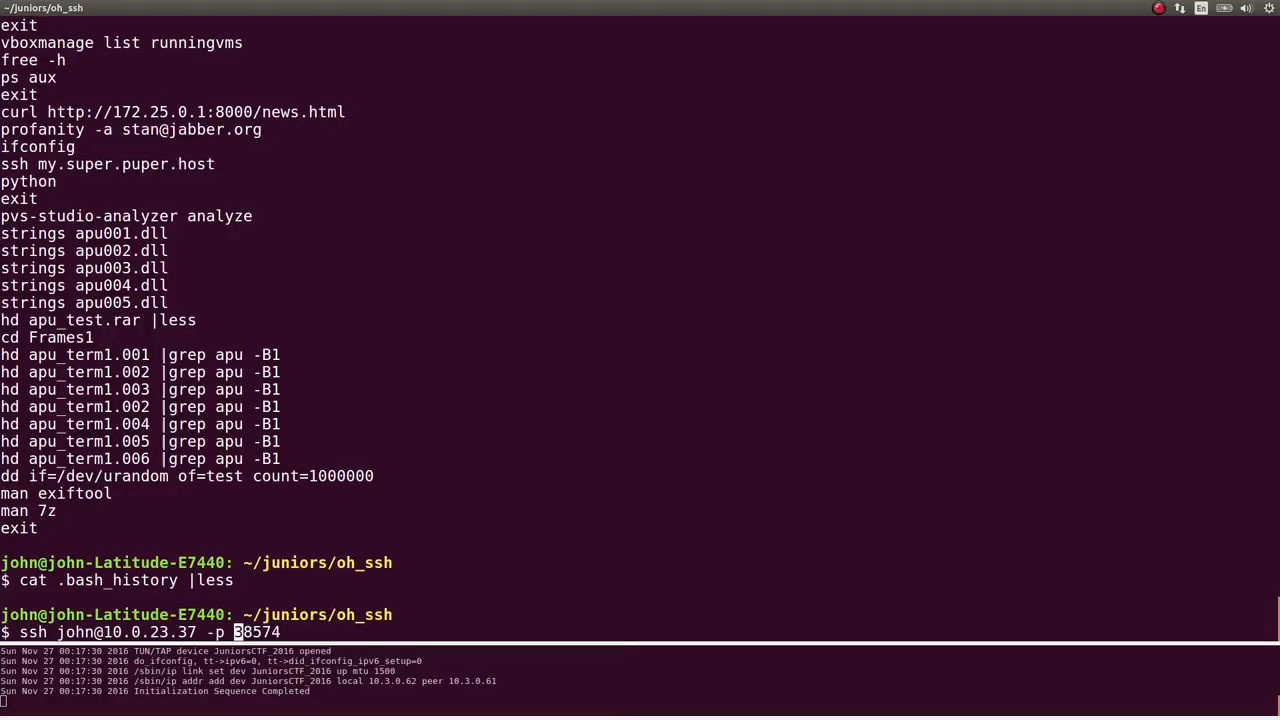 ~/juniors/oh_ssh
En
exit
vboxmanage list runningvms
free -h
ps aux
exit
curl http://172.25.0.1:8000/news.html
profanity -a stan@jabber.org
ifconfig
ssh my.super.puper.host
python
exit
pvs-studio-analyzer analyze
strings apu001.dll
strings apu002.dll
strings apu003.dll
strings apu004.dll
strings apu005.dll
hd apu_test.rar |less
cd Frames1
hd apu_term1.001 |grep apu -B1
hd apu_term1.002 |grep apu -B1
hd apu_term1.003 |grep apu -B1
hd apu_term1.002 |grep apu -B1
hd apu_term1.004 |grep apu -B1
hd apu_term1.005 |grep apu -B1
hd apu_term1.006 |grep apu -B1
dd if=/dev/urandom of=test count=1000000
man exiftool
man 7z
exit
john@john-Latitude-E7440: ~/juniors/oh_ssh
$ cat .bash_history |less
john@john-Latitude-E7440: ~/juniors/oh_ssh
$ ssh john@10.0.23.37 -p 38574
Sun Nov 27 00:17:30 2016 TUN/TAP device JuniorsCTF_2016 opened
Sun Nov 27 00:17:30 2016 do_ifconfig, tt->ipv6=0, tt->did_ifconfig_ipv6_setup=0
Sun Nov 27 00:17:30 2016 /sbin/ip link set dev JuniorsCTF_2016 up mtu 1500
Sun Nov 27 00:17:30 2016 /sbin/ip addr add dev JuniorsCTF_2016 local 10.3.0.62 peer 10.3.0.61
Sun Nov 27 00:17:30 2016 Initialization Sequence Completed